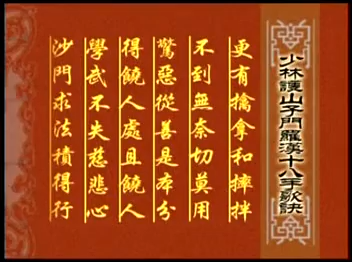 少林護山子門羅漢十八手歌訣
更有擒拿和摔拌
不到無奈切莫用
驚惡從善是本分
得饒人處且饒人
學武不失慈悲心
沙門求法積得行